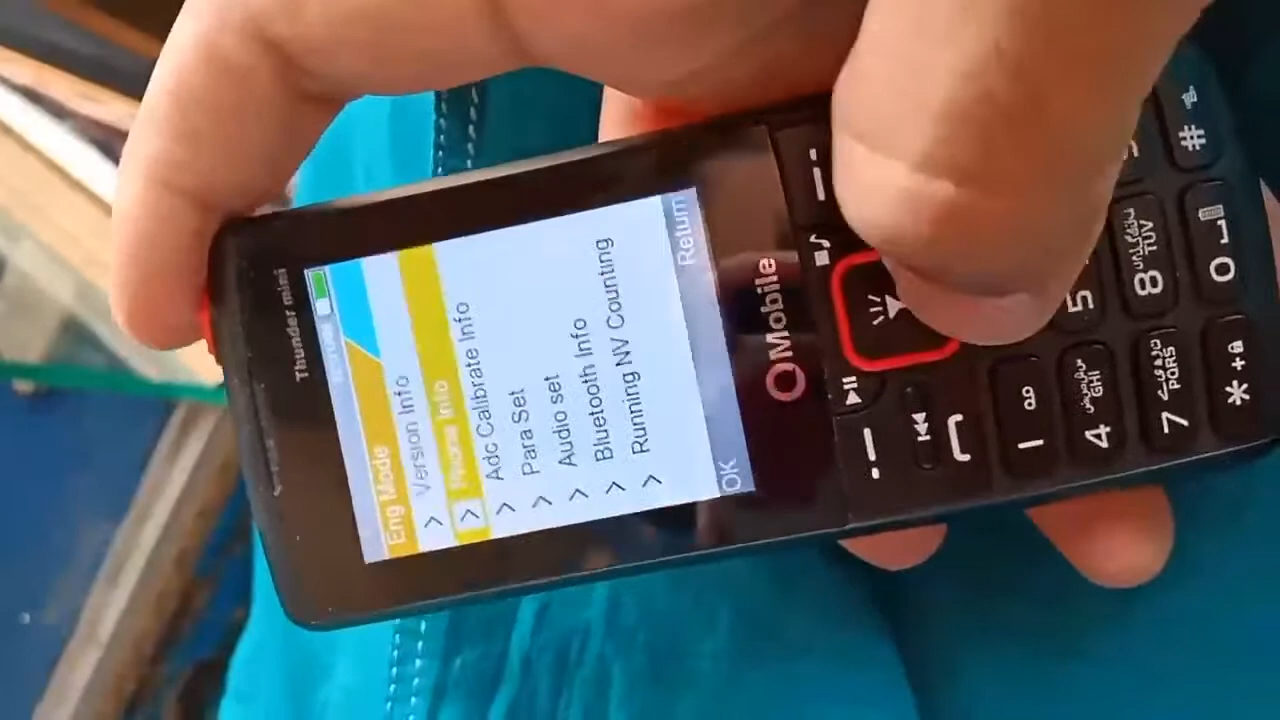 Thunder mini
Eng Mode
> Version Info
> Phone Info
> Adc Calibrate Info
> Para Set
> Audio set
> Bluetooth Info
> Running NV Counting
OK Return
QMobile
1
4 GHI
7 PQRS
* +
5
8 TUV
0
#